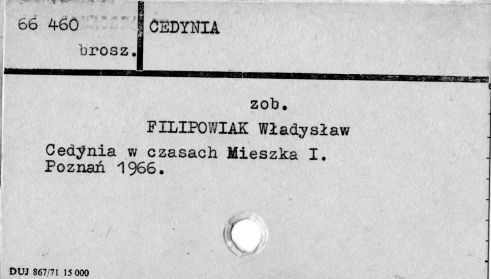 66 460
brosz.
CEDYNIA
zob.
FILIPOWIAK Władysław
Cedynia w czasach Mieszka I.
Poznań 1966.
DUJ 867/71 15 000